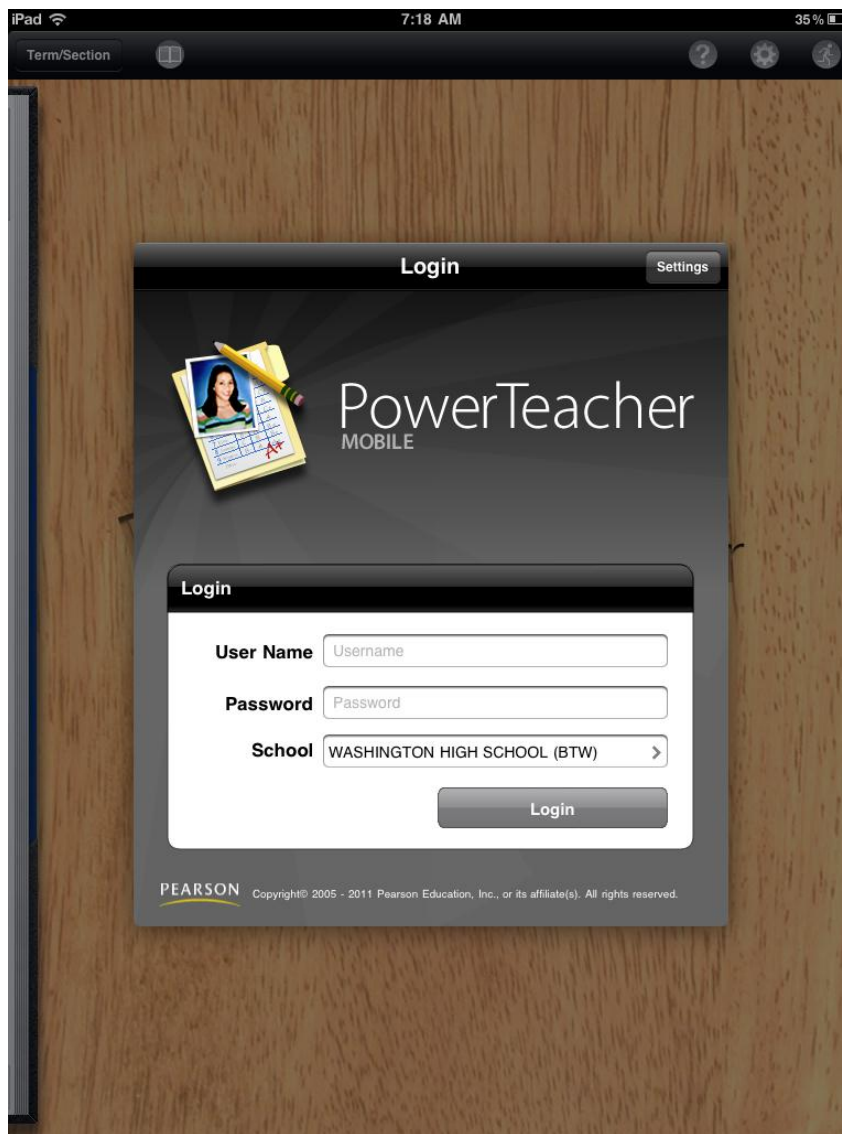 iPad 7:18 AM 35%
Term/Section
Login Settings
PowerTeacher
MOBILE
A+
Login
User Name Username
Password Password
School WASHINGTON HIGH SCHOOL (BTW)
Login
PEARSON Copyright© 2005 - 2011 Pearson Education, Inc., or its affiliate(s). All rights reserved.